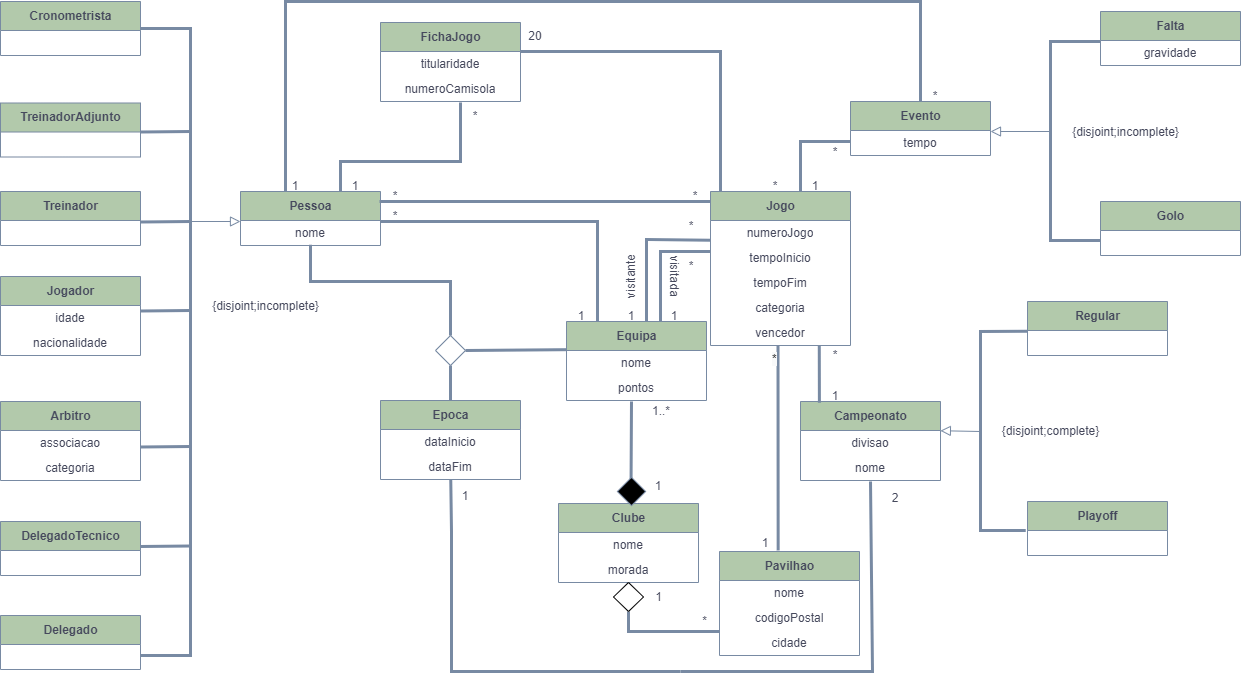 Cronometrista
FichaJogo
titularidade
numeroCamisola
20
*
Falta
gravidade
TreinadorAdjunto
*
Evento
tempo
*
{disjoint;incomplete}
1
1
*
*
*
*
1
Treinador
Pessoa
nome
Jogo
numeroJogo
tempoInicio
tempoFim
categoria
vencedor
Golo
*
*
visitante
visitada
Jogador
idade
nacionalidade
{disjoint;incomplete}
1
1
1
Equipa
nome
pontos
1..*
Regular
*
*
1
Arbitro
associacao
categoria
Epoca
dataInicio
dataFim
1
Campeonato
divisao
nome
2
{disjoint;complete}
1
Clube
nome
morada
1
*
Playoff
DelegadoTecnico
1
Pavilhao
nome
codigoPostal
cidade
Delegado